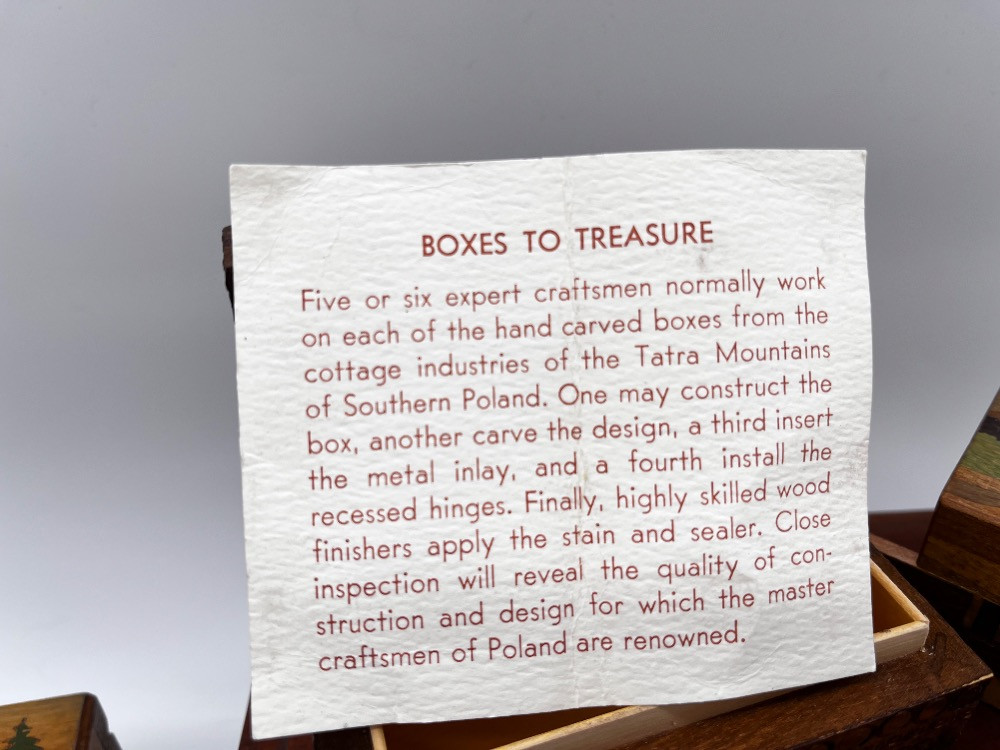 BOXES TO TREASURE
Five or six expert craftsmen normally work
on each of the hand carved boxes from the
cottage industries of the Tatra Mountains
of Southern Poland. One may construct the
box, another carve the design, a third insert
the metal inlay, and a fourth install the
recessed hinges. Finally, highly skilled wood
finishers apply the stain and sealer. Close
inspection will reveal the quality of con-
struction and design for which the master
craftsmen of Poland are renowned.